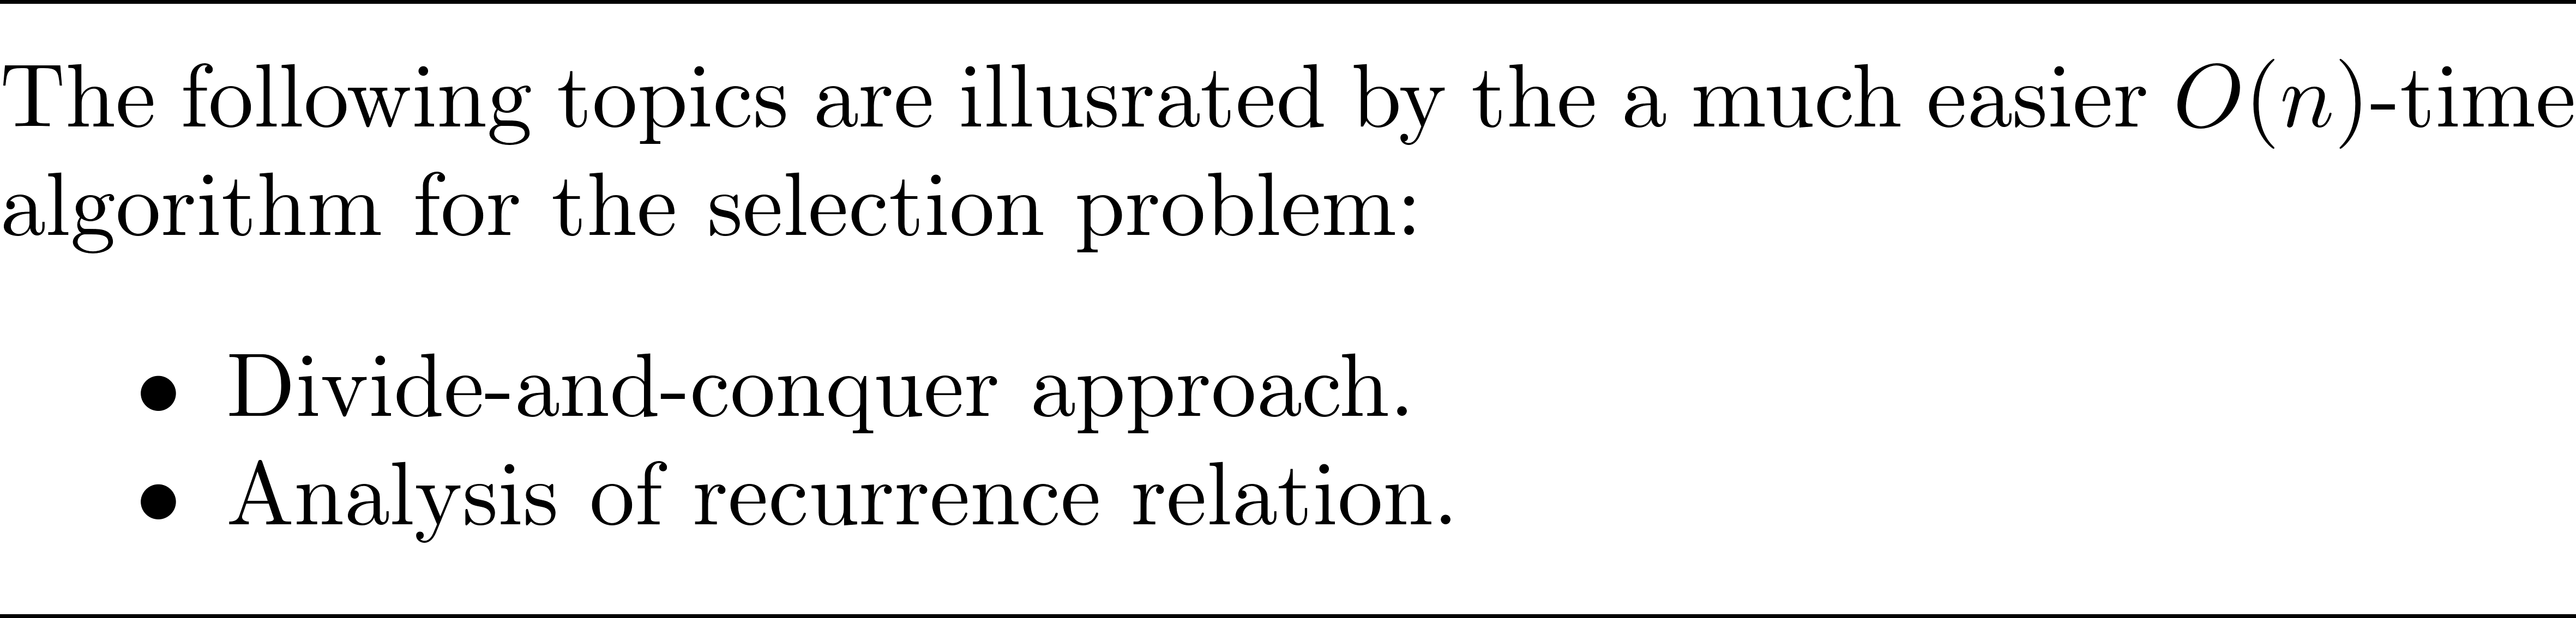 The following topics are illusrated by the a much easier O(n)-time
algorithm for the selection problem:
• Divide-and-conquer approach.
• Analysis of recurrence relation.